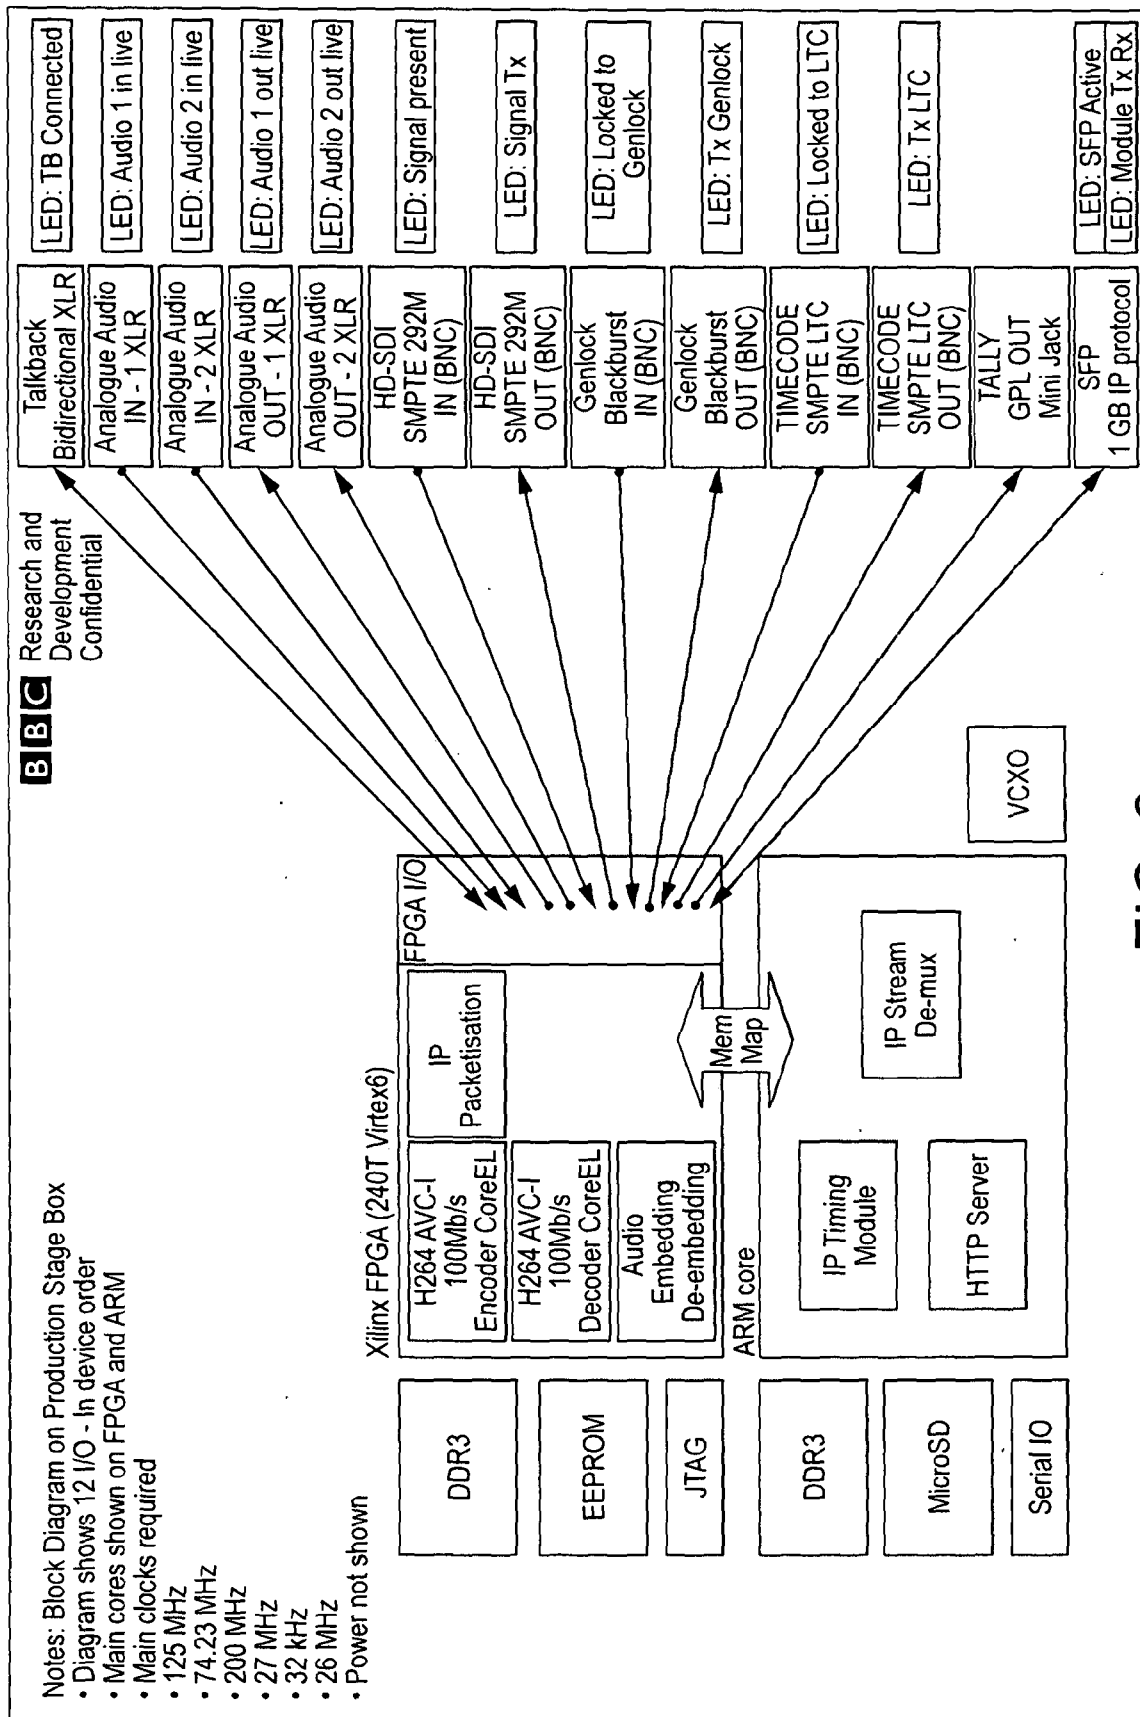 Notes: Block Diagram on Production Stage Box
• Diagram shows 12 I/O - In device order
• Main cores shown on FPGA and ARM
• Main clocks required
• 125 MHz
• 74.23 MHz
• 200 MHz
• 27 MHz
• 32 kHz
• 26 MHz
• Power not shown
BBC
Research and
Development
Confidential
Xilinx FPGA (240T Virtex6)
DDR3
EEPROM
JTAG
H264 AVC-I
100Mb/s
Encoder CoreEL
H264 AVC-I
100Mb/s
Decoder CoreEL
Audio
Embedding
De-embedding
IP
Packetisation
FPGA I/O
Mem
Map
ARM core
DDR3
MicroSD
Serial IO
IP Timing
Module
HTTP Server
IP Stream
De-mux
VCXO
Talkback
Bidirectional XLR
LED: TB Connected
Analogue Audio
IN - 1 XLR
LED: Audio 1 in live
Analogue Audio
IN - 2 XLR
LED: Audio 2 in live
Analogue Audio
OUT - 1 XLR
LED: Audio 1 out live
Analogue Audio
OUT - 2 XLR
LED: Audio 2 out live
HD-SDI
SMPTE 292M
IN (BNC)
LED: Signal present
HD-SDI
SMPTE 292M
OUT (BNC)
LED: Signal Tx
Genlock
Blackburst
IN (BNC)
LED: Locked to
Genlock
Genlock
Blackburst
OUT (BNC)
LED: Tx Genlock
TIMECODE
SMPTE LTC
IN (BNC)
LED: Locked to LTC
TIMECODE
SMPTE LTC
OUT (BNC)
LED: Tx LTC
TALLY
GPL OUT
Mini Jack
SFP
1 GB IP protocol
LED: SFP Active
LED: Module Tx Rx